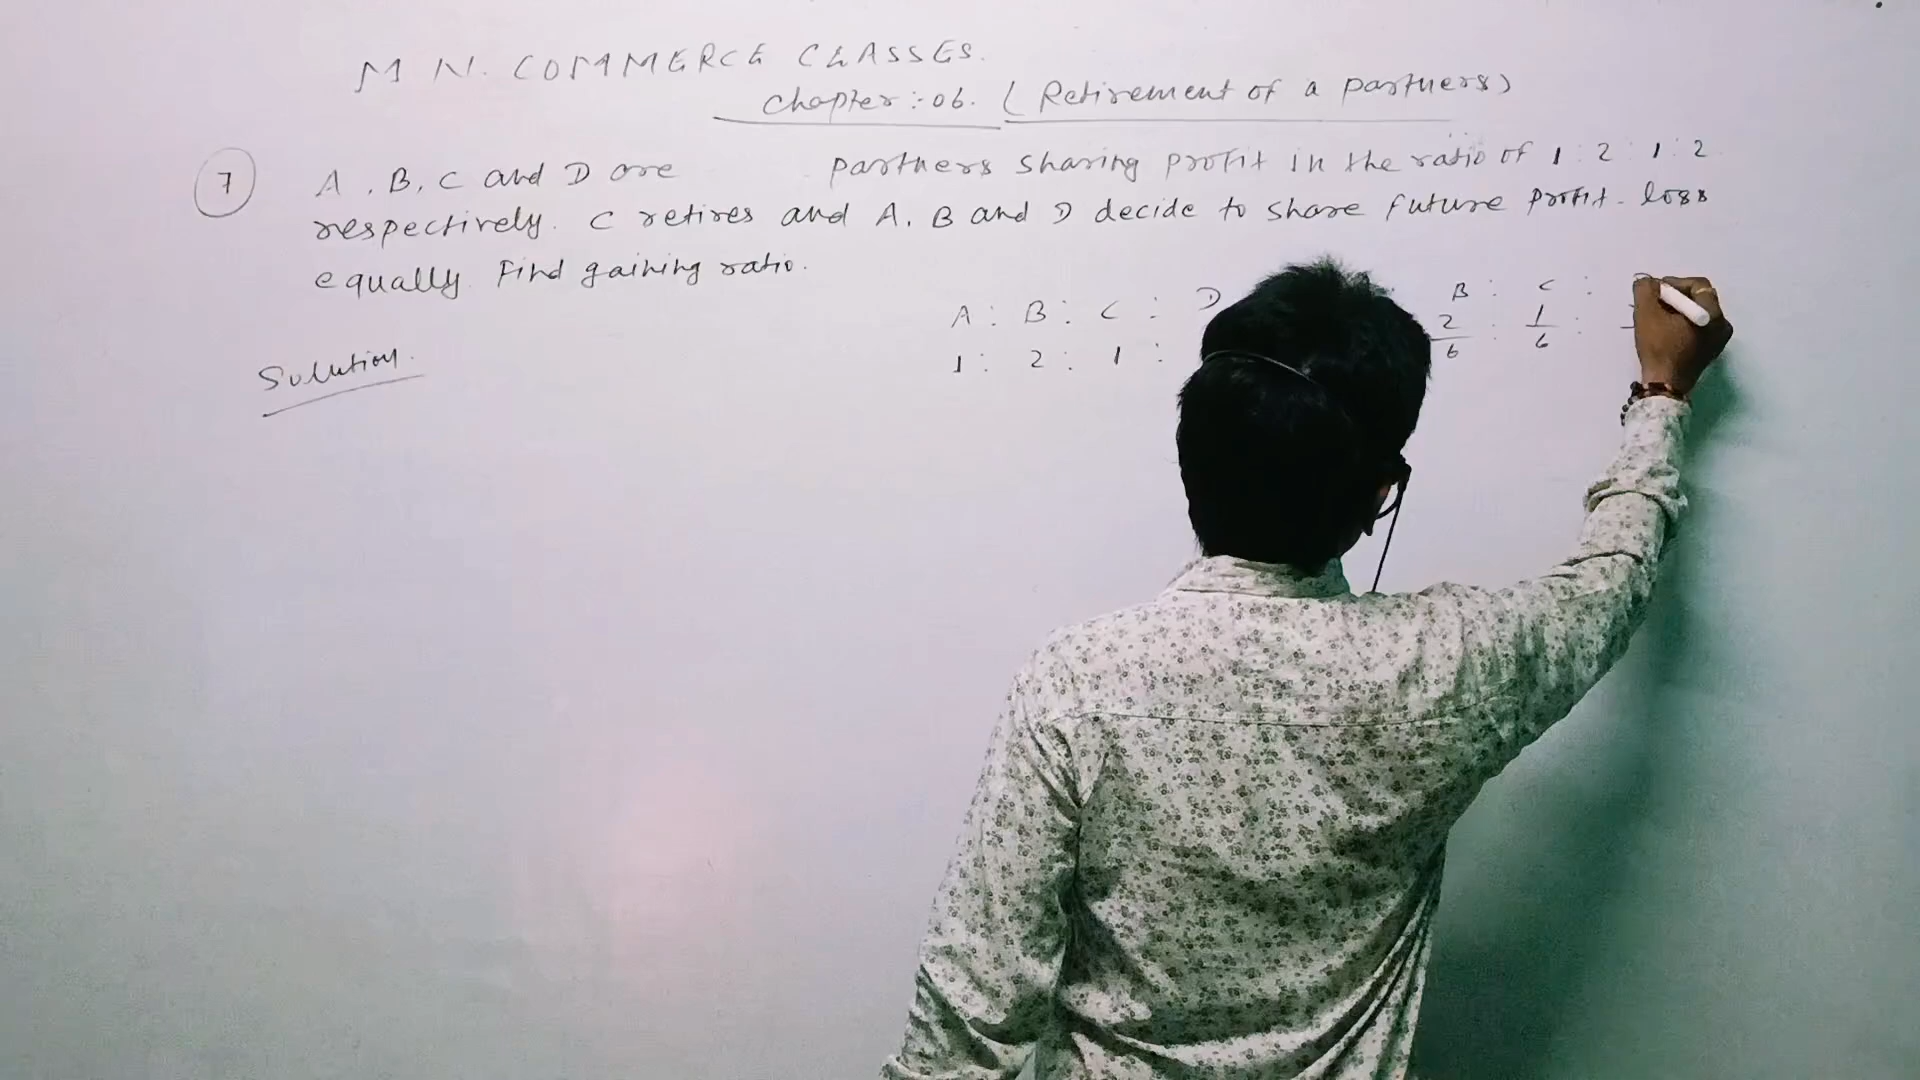 M N. COMMERCE CLASSES.
Chapter :- 06. ( Retirement of a partners )
7 A, B, C and D are partners sharing profit in the ratio of 1 : 2 : 1 : 2
respectively. C retires and A, B and D decide to share future profit - loss
equally. Find gaining ratio.
A : B : C : D B : C :
1 : 2 : 1 : 2/6 : 1/6 :
Solution.